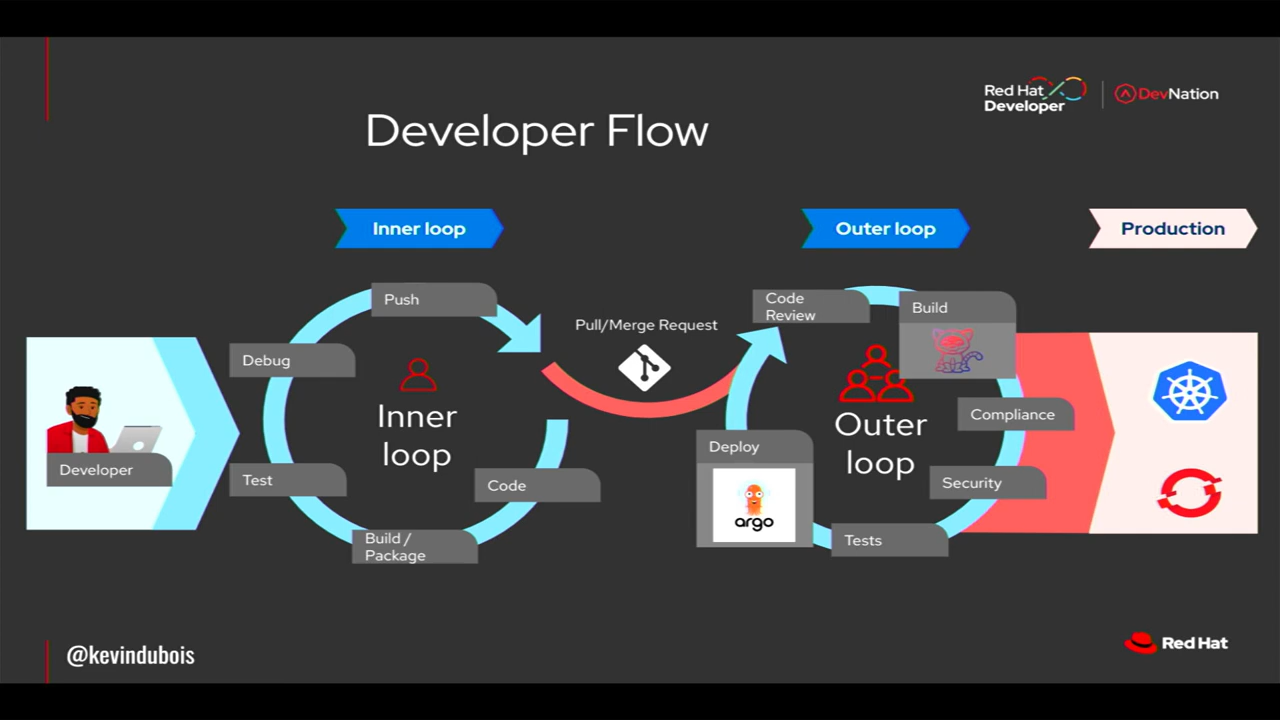 Red Hat
Developer
DevNation
Developer Flow
Inner loop
Outer loop
Production
Push
Debug
Inner
loop
Test
Code
Build /
Package
Developer
Pull/Merge Request
Code
Review
Build
Outer
loop
Compliance
Security
Tests
Deploy
argo
@kevindubois
Red Hat